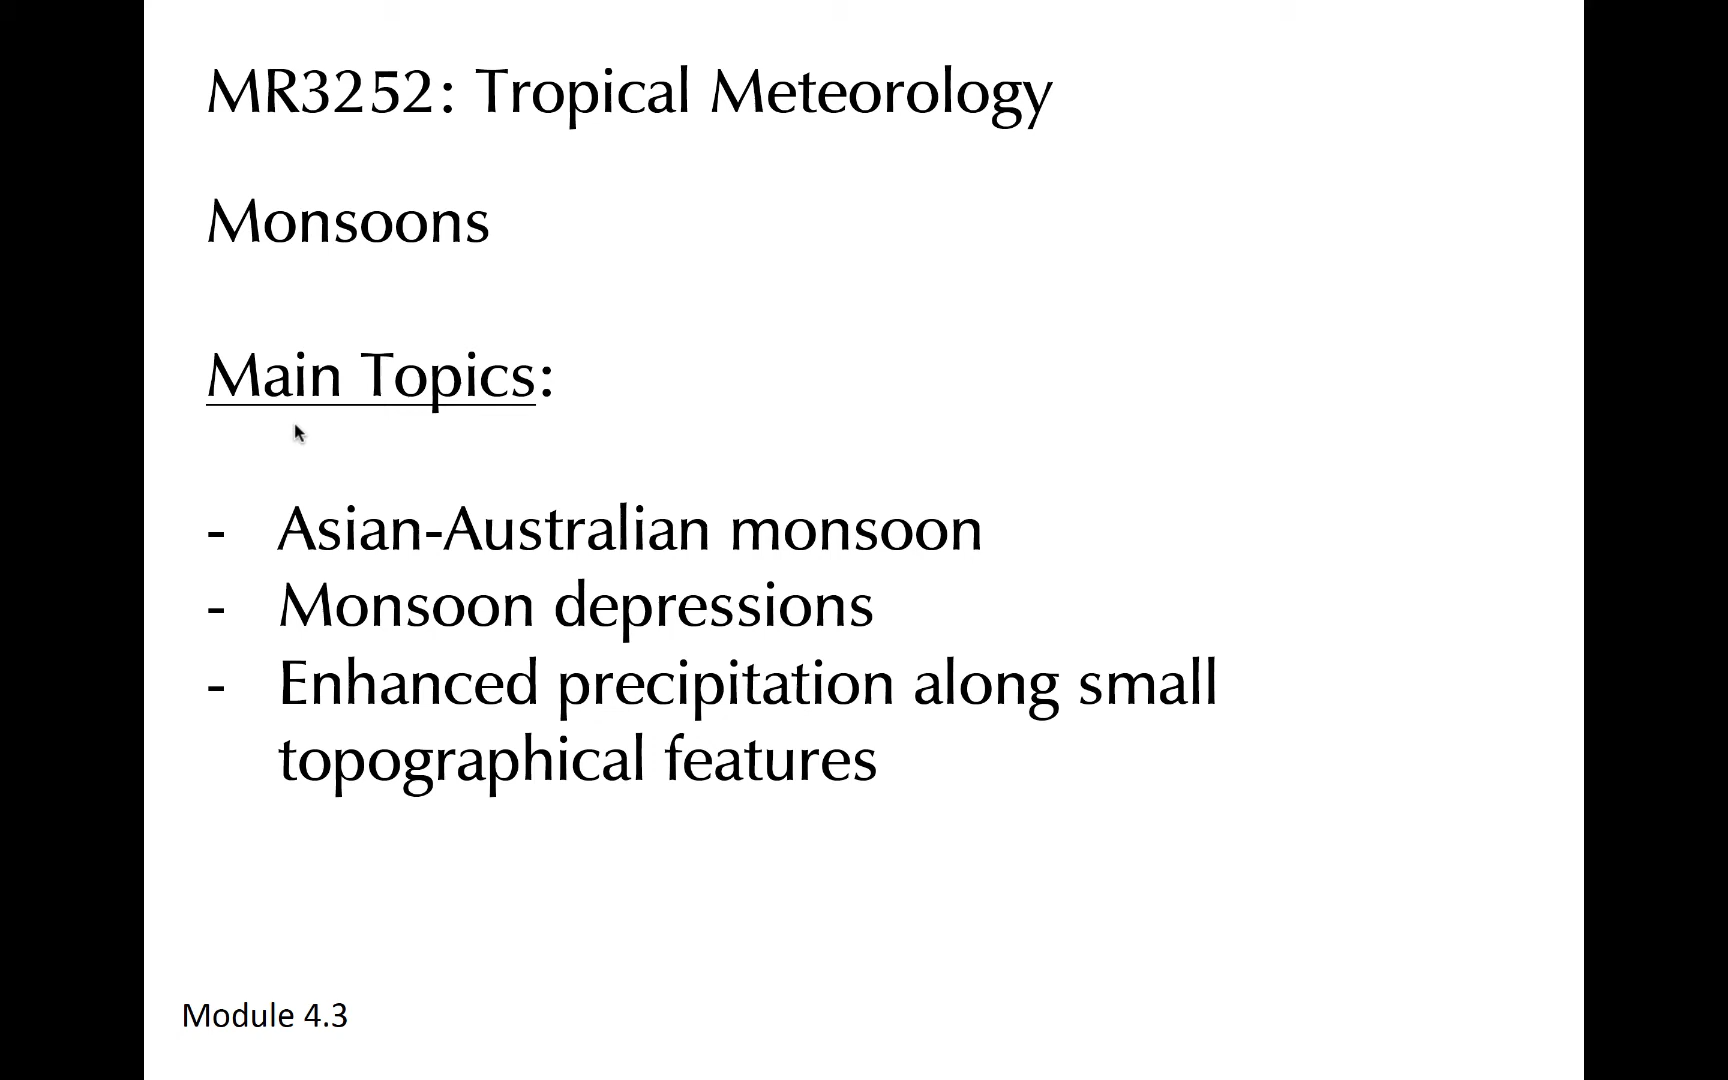 MR3252: Tropical Meteorology
Monsoons
Main Topics:
- Asian-Australian monsoon
- Monsoon depressions
- Enhanced precipitation along small
topographical features
Module 4.3